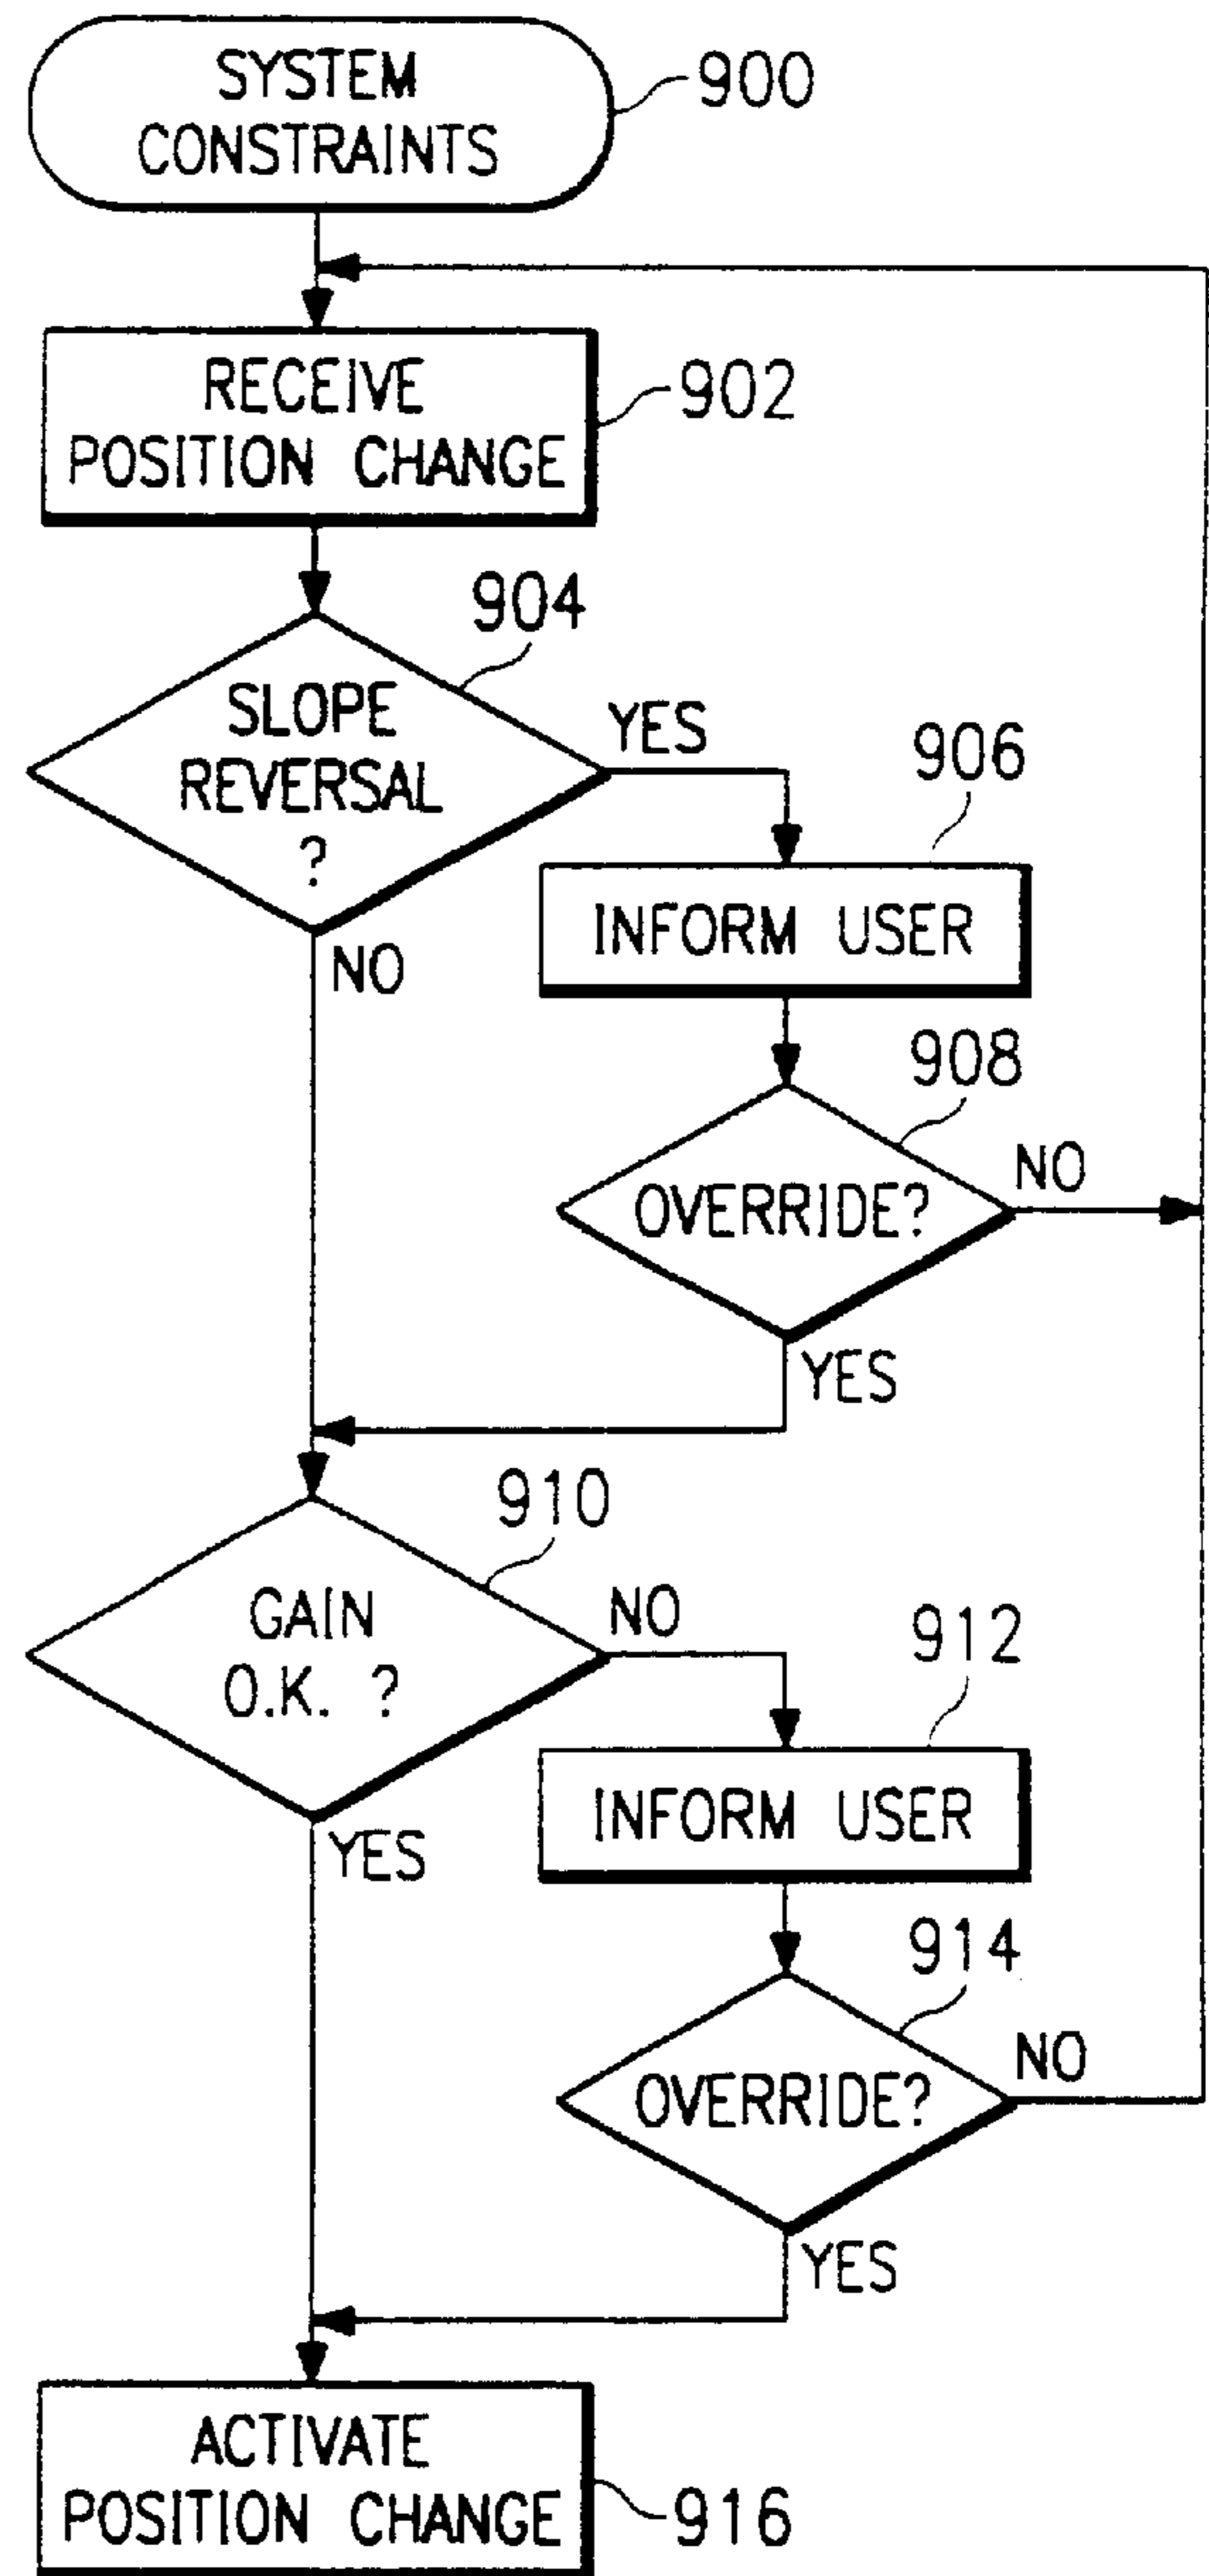 SYSTEM
CONSTRAINTS
900
RECEIVE
POSITION CHANGE
902
904
SLOPE
REVERSAL
?
YES
NO
906
INFORM USER
908
OVERRIDE?
NO
YES
910
GAIN
O.K. ?
NO
YES
912
INFORM USER
914
OVERRIDE?
NO
YES
ACTIVATE
POSITION CHANGE
916